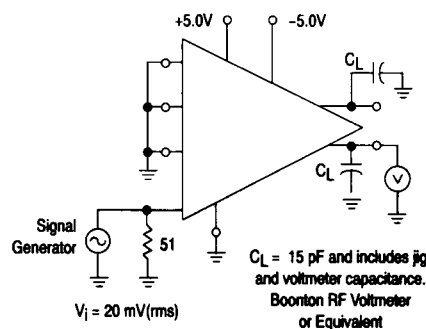 +5.0V
−5.0V
CL
CL
V
Signal
Generator
51
Vi = 20 mV(rms)
CL = 15 pF and includes jig
and voltmeter capacitance.
Boonton RF Voltmeter
or Equivalent